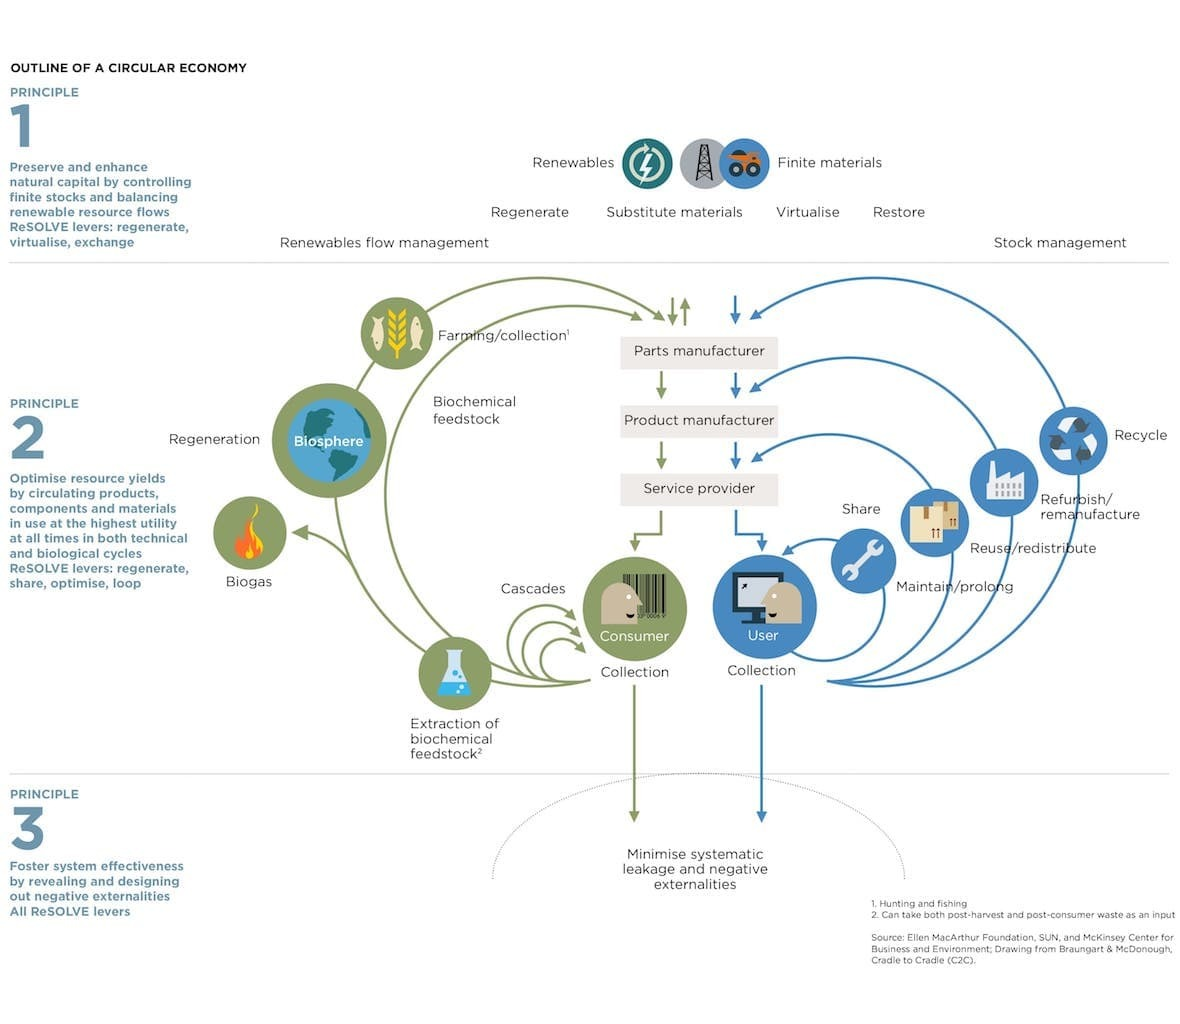 OUTLINE OF A CIRCULAR ECONOMY
PRINCIPLE
1
Preserve and enhance
natural capital by controlling
finite stocks and balancing
renewable resource flows
ReSOLVE levers: regenerate,
virtualise, exchange
Renewables
Finite materials
Regenerate
Substitute materials
Virtualise
Restore
Renewables flow management
Stock management
PRINCIPLE
2
Optimise resource yields
by circulating products,
components and materials
in use at the highest utility
at all times in both technical
and biological cycles
ReSOLVE levers: regenerate,
share, optimise, loop
Farming/collection¹
Biochemical
feedstock
Regeneration
Biosphere
Biogas
Cascades
Extraction of
biochemical
feedstock²
Parts manufacturer
Product manufacturer
Service provider
Consumer
Collection
User
Collection
Share
Maintain/prolong
Reuse/redistribute
Refurbish/
remanufacture
Recycle
PRINCIPLE
3
Foster system effectiveness
by revealing and designing
out negative externalities
All ReSOLVE levers
Minimise systematic
leakage and negative
externalities
1. Hunting and fishing
2. Can take both post-harvest and post-consumer waste as an input
Source: Ellen MacArthur Foundation, SUN, and McKinsey Center for
Business and Environment; Drawing from Braungart & McDonough,
Cradle to Cradle (C2C).